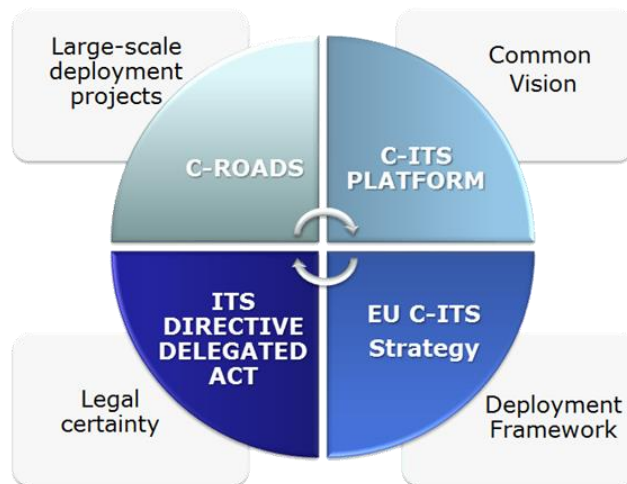 Large-scale
deployment
projects
Common
Vision
C-ROADS
C-ITS
PLATFORM
ITS
DIRECTIVE
DELEGATED
ACT
EU C-ITS
Strategy
Legal
certainty
Deployment
Framework